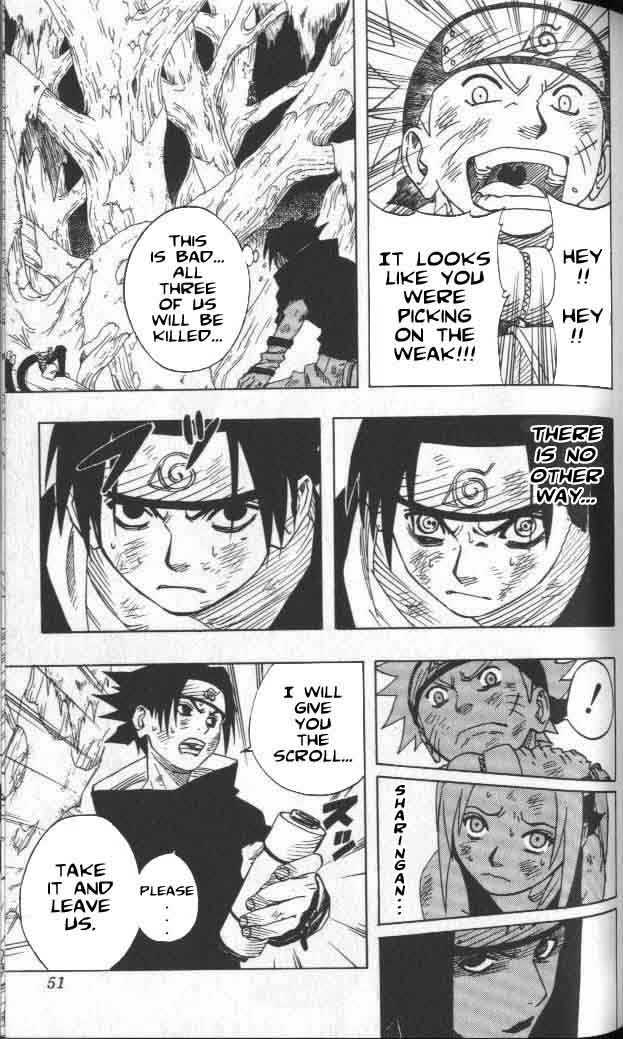 HEY
!!
HEY
!!
IT LOOKS
LIKE YOU
WERE
PICKING
ON THE
WEAK!!!
THIS
IS BAD...
ALL
THREE
OF US
WILL BE
KILLED...
THERE
IS NO
OTHER
WAY...
!
SHARINGAN...
I WILL
GIVE
YOU
THE
SCROLL...
PLEASE
...
TAKE
IT AND
LEAVE
US.
51